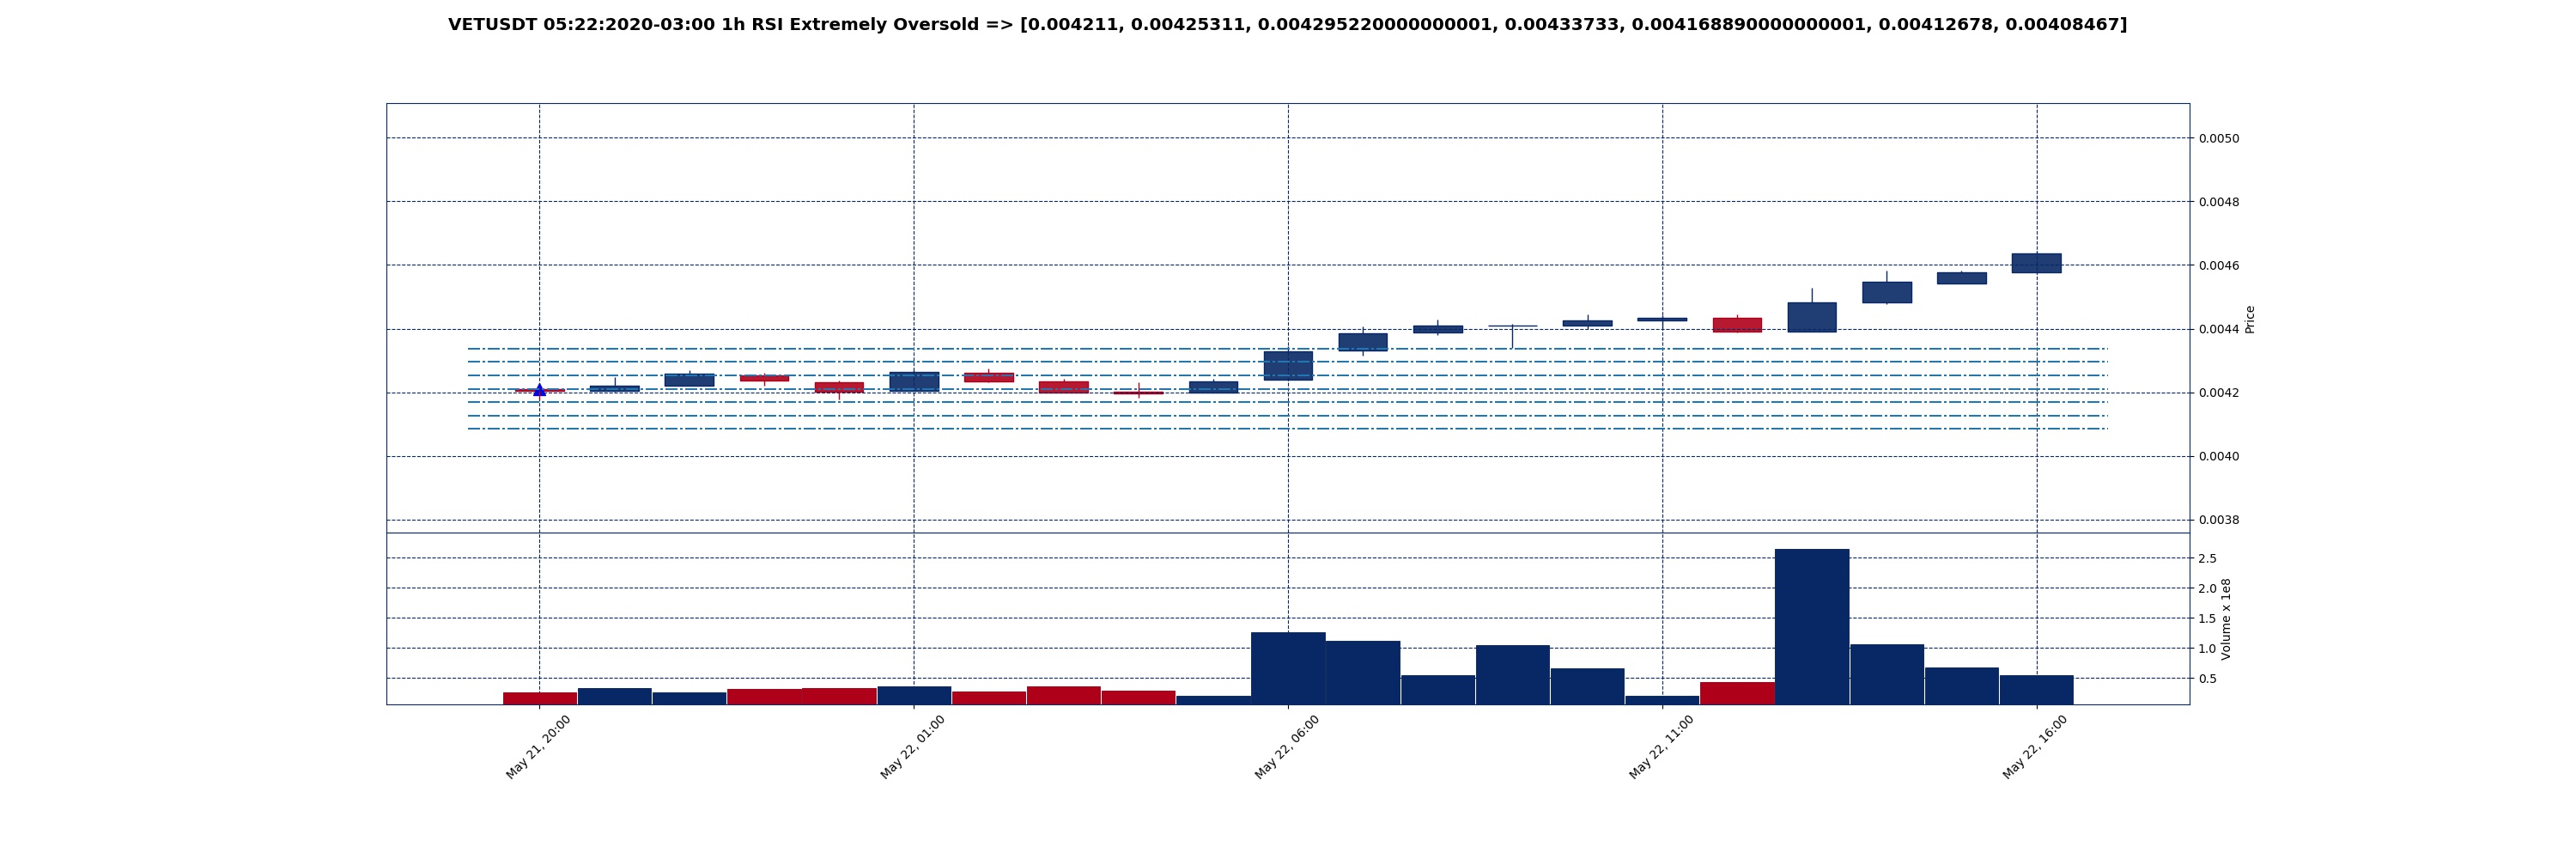 VETUSDT 05:22:2020-03:00 1h RSI Extremely Oversold => [0.004211, 0.00425311, 0.0042952200000000001, 0.00433733, 0.0041688900000000001, 0.00412678, 0.00408467]
0.0050
0.0048
0.0046
0.0044
0.0042
0.0040
0.0038
Price
2.5
2.0
1.5
1.0
0.5
Volume x 1e8
May 21, 20:00
May 22, 01:00
May 22, 06:00
May 22, 11:00
May 22, 16:00